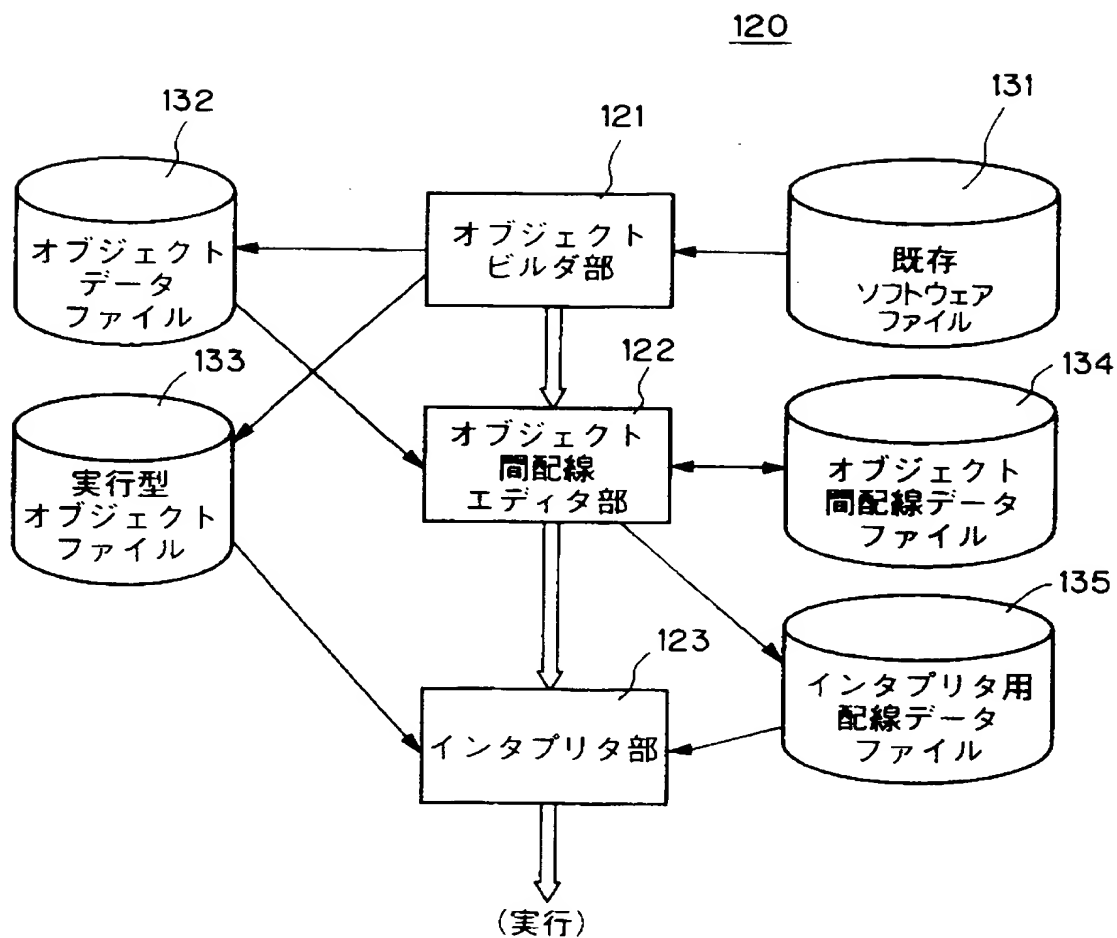 120
132
121
131
オブジェクト
データ
ファイル
オブジェクト
ビルダ部
既存
ソフトウェア
ファイル
133
122
134
実行型
オブジェクト
ファイル
オブジェクト
間配線
エディタ部
オブジェクト
間配線データ
ファイル
123
135
インタプリタ部
インタプリタ用
配線データ
ファイル
(実行)